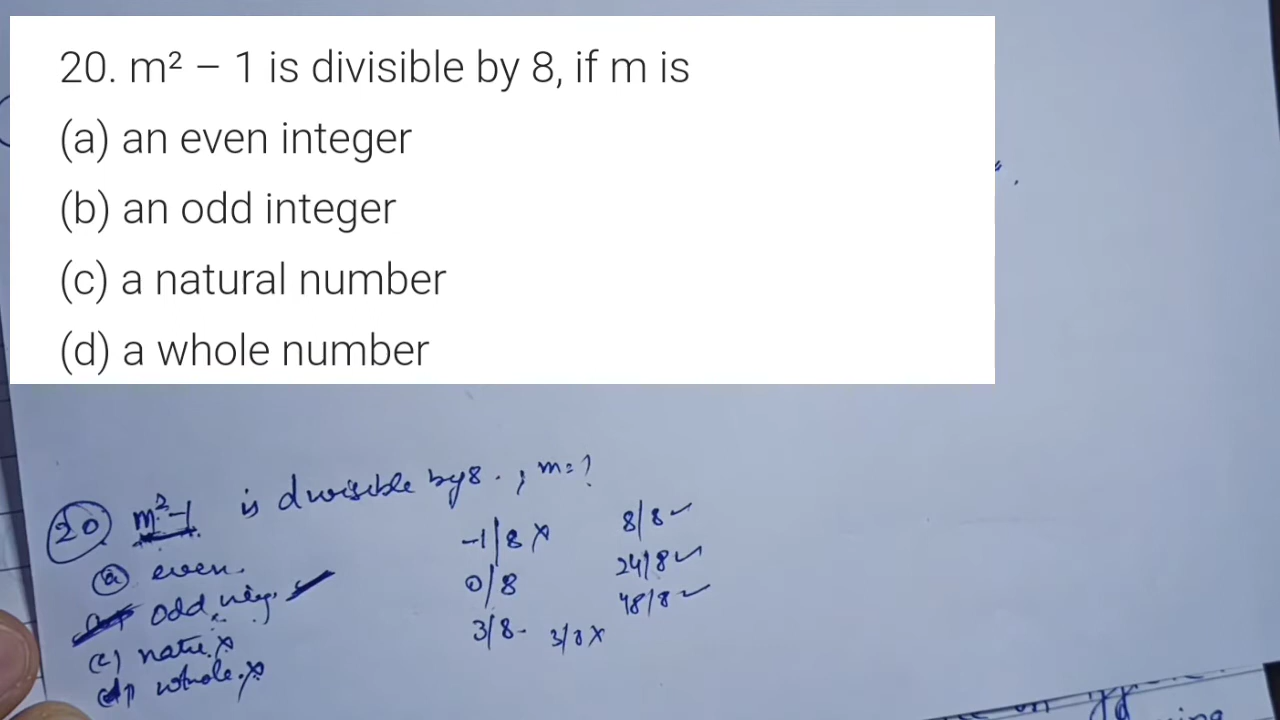 20. m² – 1 is divisible by 8, if m is
(a) an even integer
(b) an odd integer
(c) a natural number
(d) a whole number
20 m²-1 is divisible by 8 . , m = ?
(a) even.
odd
(c) natu. x
(d) whole. x
-1/8 x
0/8
3/8- 3/8 x
8/8 ✓
24/8 ✓
48/8 ✓